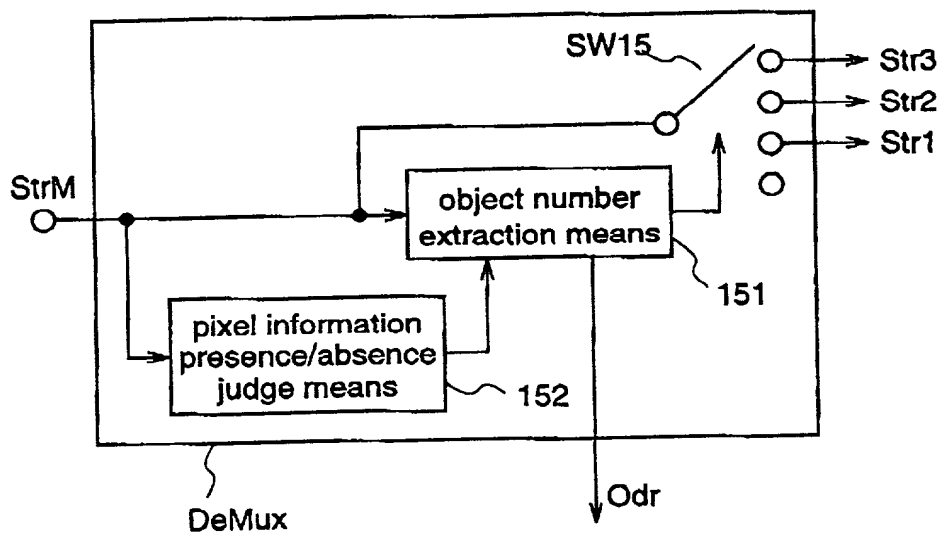 SW15
Str3
Str2
Str1
StrM
object number
extraction means
151
pixel information
presence/absence
judge means
152
DeMux
Odr